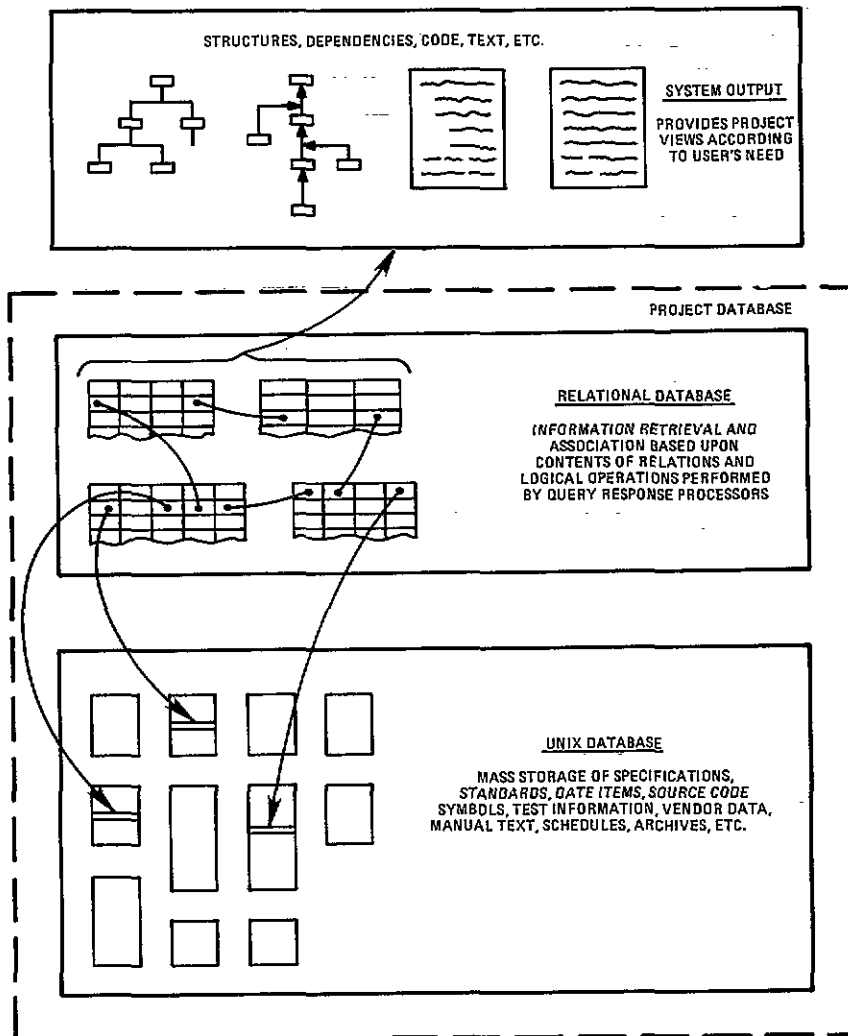 STRUCTURES, DEPENDENCIES, CODE, TEXT, ETC.
SYSTEM OUTPUT
PROVIDES PROJECT
VIEWS ACCORDING
TO USER'S NEED
PROJECT DATABASE
RELATIONAL DATABASE
INFORMATION RETRIEVAL AND
ASSOCIATION BASED UPON
CONTENTS OF RELATIONS AND
LOGICAL OPERATIONS PERFORMED
BY QUERY RESPONSE PROCESSORS
UNIX DATABASE
MASS STORAGE OF SPECIFICATIONS,
STANDARDS, DATE ITEMS, SOURCE CODE
SYMBOLS, TEST INFORMATION, VENDOR DATA,
MANUAL TEXT, SCHEDULES, ARCHIVES, ETC.